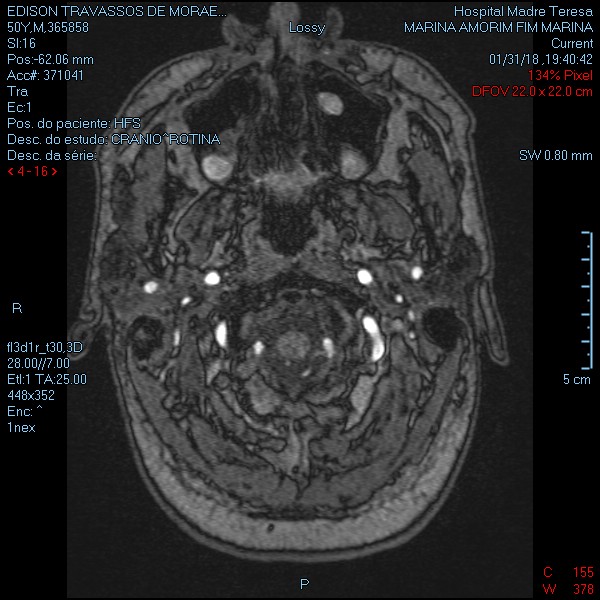 EDISON TRAVASSOS DE MORAE...
50Y,M,365858
Sl:16
Pos:-62.06 mm
Acc#: 371041
Tra
Ec:1
Pos. do paciente: HFS
Desc. do estudo: CRANIO^ROTINA
Desc. da série:
< 4 - 16 >
Lossy
Hospital Madre Teresa
MARINA AMORIM FIM MARINA
Current
01/31/18 ,19:40:42
134% Pixel
DFOV 22.0 x 22.0 cm
SW 0.80 mm
R
5 cm
fl3d1r_t30,3D
28.00//7.00
Etl:1 TA:25.00
448x352
Enc: ^
1nex
P
C 155
W 378